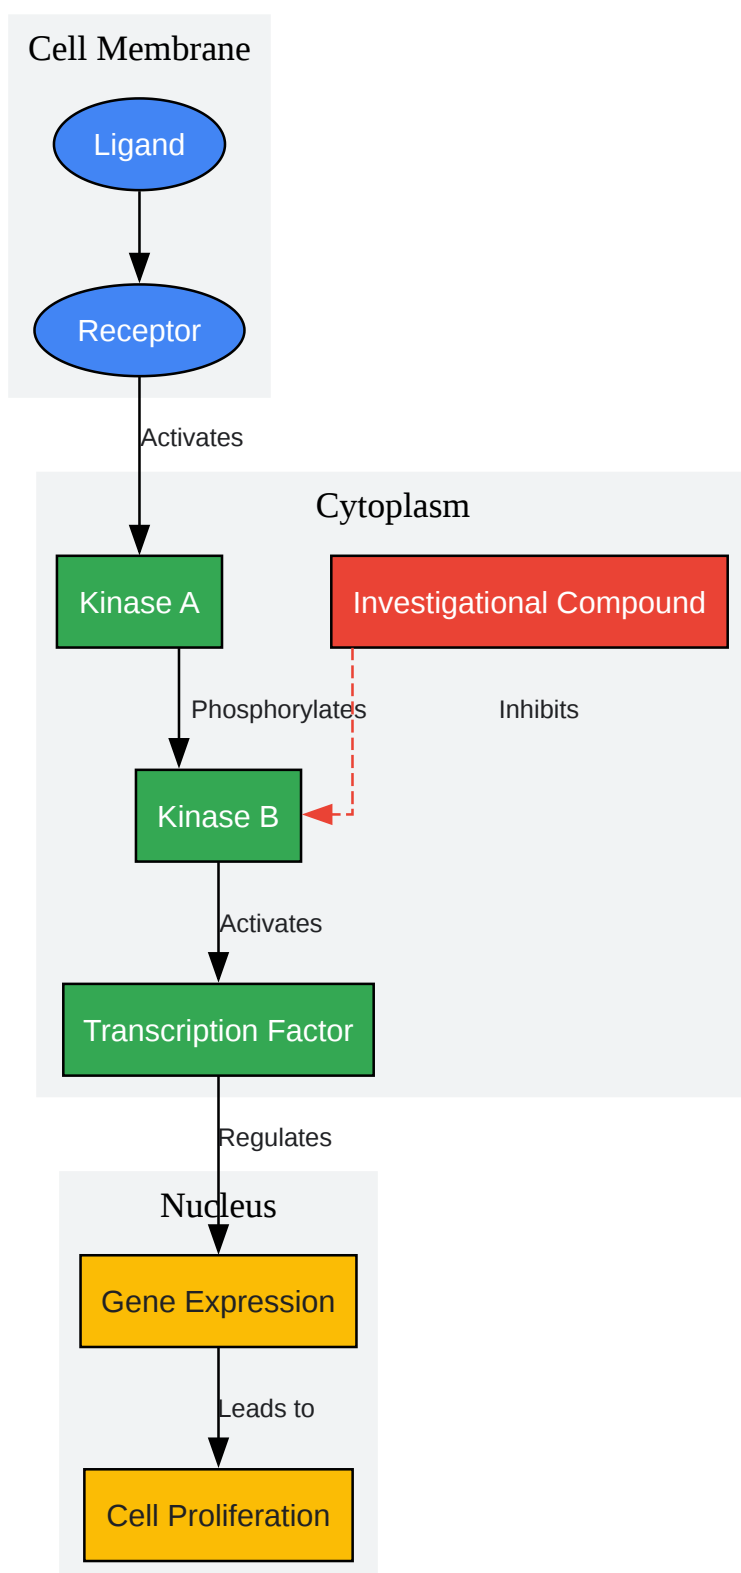 Cell Membrane
Ligand
Receptor
Activates
Cytoplasm
Kinase A
Investigational Compound
Phosphorylates
Inhibits
Kinase B
Activates
Transcription Factor
Regulates
Nucleus
Gene Expression
Leads to
Cell Proliferation